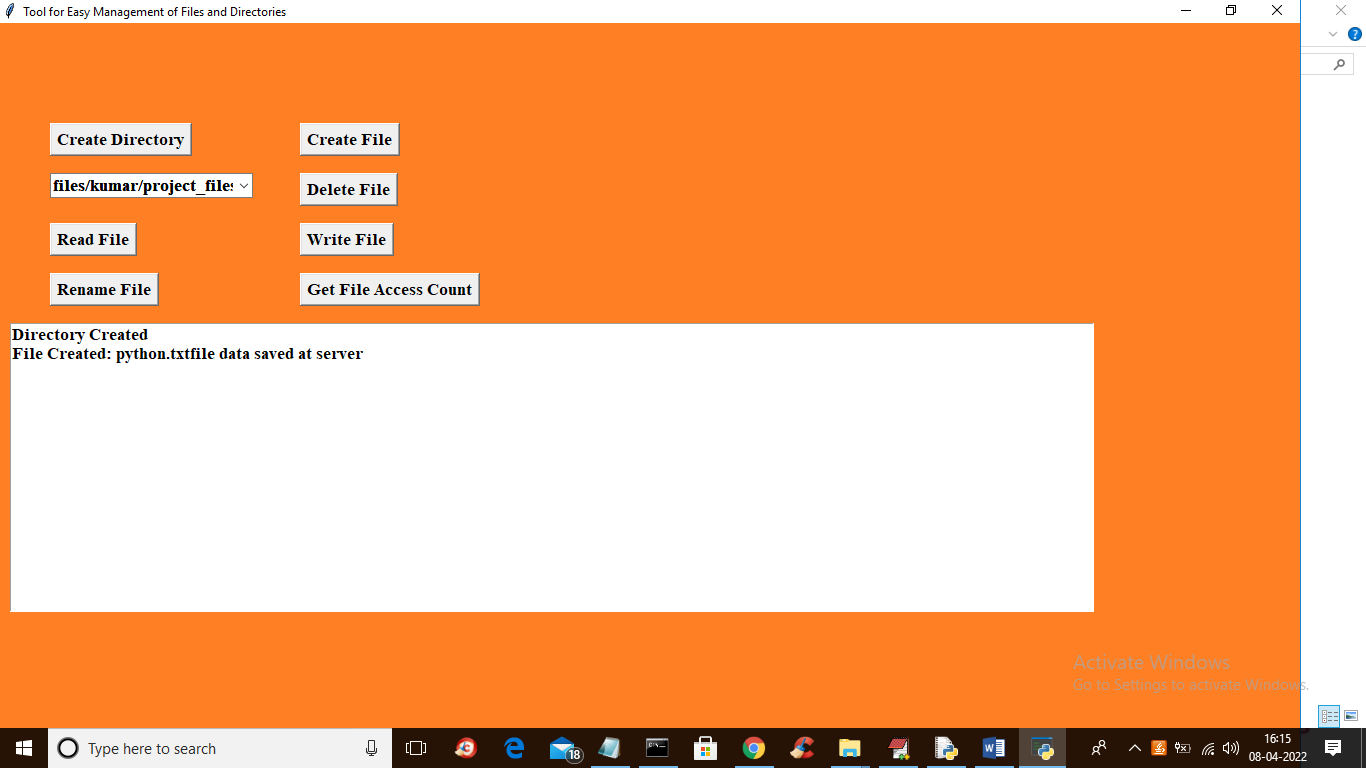 Tool for Easy Management of Files and Directories
Create Directory
Create File
files/kumar/project_files
Delete File
Read File
Write File
Rename File
Get File Access Count
Directory Created
File Created: python.txtfile data saved at server
Activate Windows
Go to Settings to activate Windows.
Type here to search
18
16:15
08-04-2022